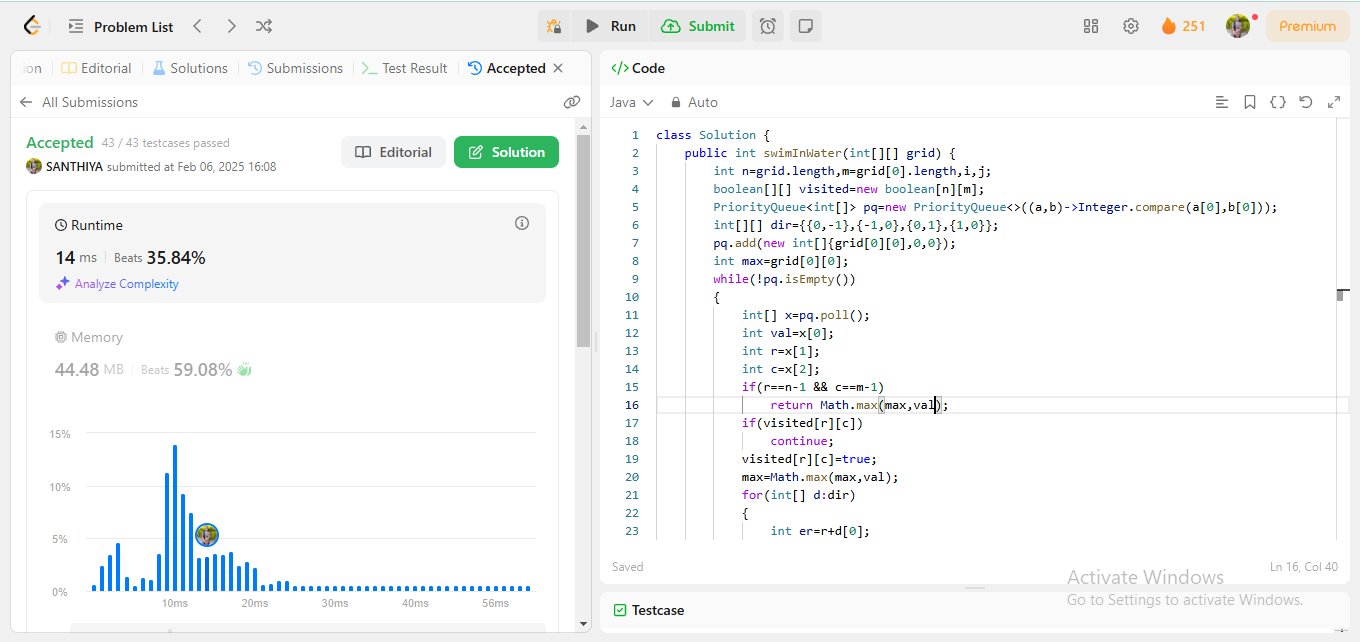 Problem List
Run
Submit
251
Premium
ion
Editorial
Solutions
Submissions
Test Result
Accepted
All Submissions
Accepted 43 / 43 testcases passed
SANTHIYA submitted at Feb 06, 2025 16:08
Editorial
Solution
Runtime
14 ms
Beats 35.84%
Analyze Complexity
Memory
44.48 MB
Beats 59.08%
15%
10%
5%
0%
10ms
20ms
30ms
40ms
56ms
</> Code
Java
Auto
1 class Solution {
2 public int swimInWater(int[][] grid) {
3 int n=grid.length,m=grid[0].length,i,j;
4 boolean[][] visited=new boolean[n][m];
5 PriorityQueue<int[]> pq=new PriorityQueue<>((a,b)->Integer.compare(a[0],b[0]));
6 int[][] dir={{0,-1},{-1,0},{0,1},{1,0}};
7 pq.add(new int[]{grid[0][0],0,0});
8 int max=grid[0][0];
9 while(!pq.isEmpty())
10 {
11 int[] x=pq.poll();
12 int val=x[0];
13 int r=x[1];
14 int c=x[2];
15 if(r==n-1 && c==m-1)
16 return Math.max(max,val);
17 if(visited[r][c])
18 continue;
19 visited[r][c]=true;
20 max=Math.max(max,val);
21 for(int[] d:dir)
22 {
23 int er=r+d[0];
Saved
Ln 16, Col 40
Activate Windows
Go to Settings to activate Windows.
Testcase